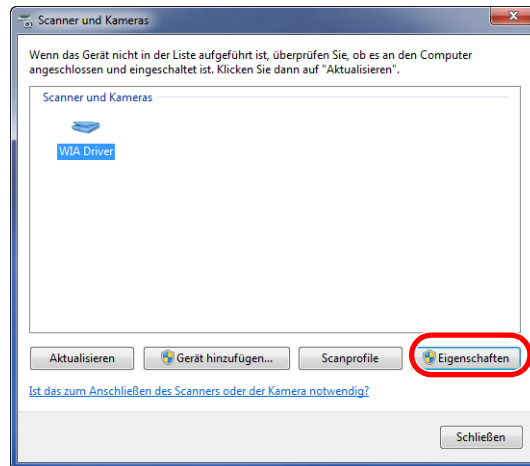 Scanner und Kameras
Wenn das Gerät nicht in der Liste aufgeführt ist, überprüfen Sie, ob es an den Computer
angeschlossen und eingeschaltet ist. Klicken Sie dann auf "Aktualisieren".
Scanner und Kameras
WIA Driver
Aktualisieren Gerät hinzufügen... Scanprofile Eigenschaften
Ist das zum Anschließen des Scanners oder der Kamera notwendig?
Schließen